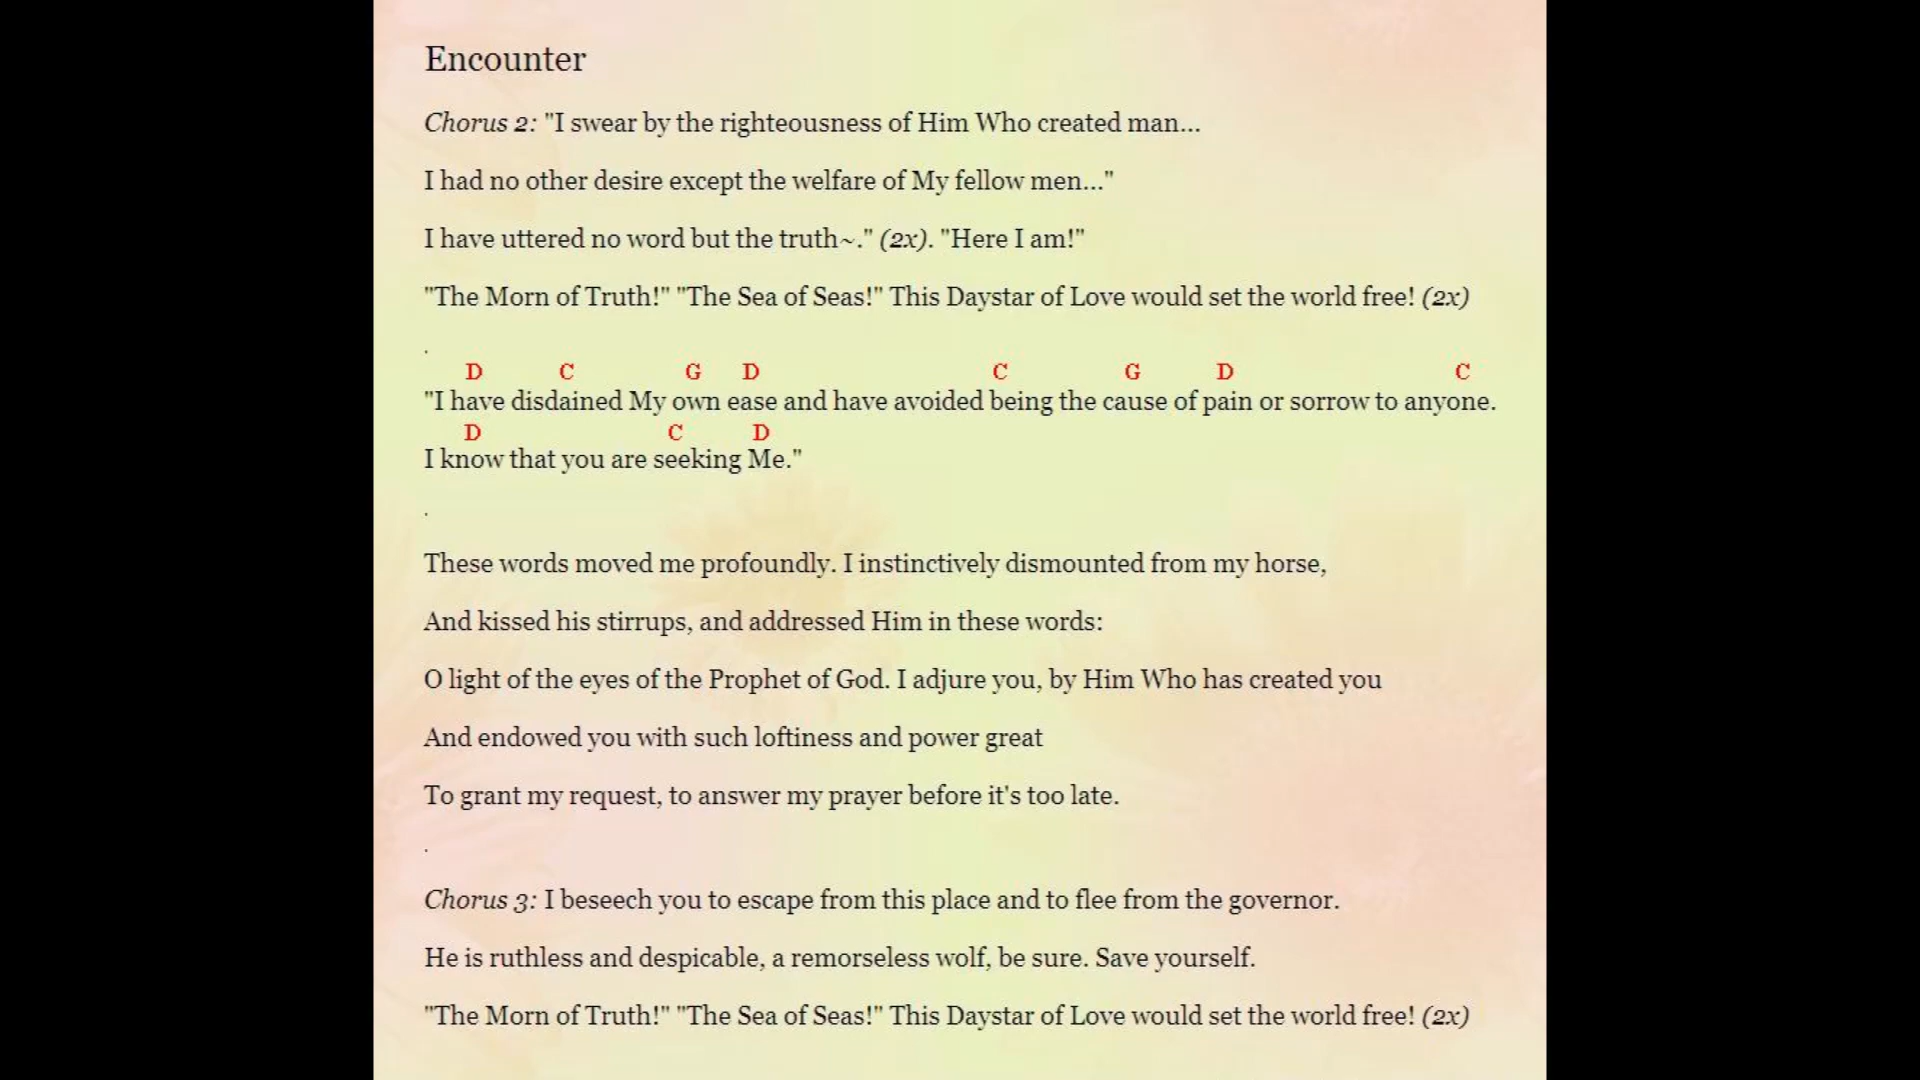 Encounter
Chorus 2: "I swear by the righteousness of Him Who created man...
I had no other desire except the welfare of My fellow men..."
I have uttered no word but the truth~." (2x). "Here I am!"
"The Morn of Truth!" "The Sea of Seas!" This Daystar of Love would set the world free! (2x)
.
D C G D C G D C
"I have disdained My own ease and have avoided being the cause of pain or sorrow to anyone.
D C D
I know that you are seeking Me."
.
These words moved me profoundly. I instinctively dismounted from my horse,
And kissed his stirrups, and addressed Him in these words:
O light of the eyes of the Prophet of God. I adjure you, by Him Who has created you
And endowed you with such loftiness and power great
To grant my request, to answer my prayer before it's too late.
.
Chorus 3: I beseech you to escape from this place and to flee from the governor.
He is ruthless and despicable, a remorseless wolf, be sure. Save yourself.
"The Morn of Truth!" "The Sea of Seas!" This Daystar of Love would set the world free! (2x)